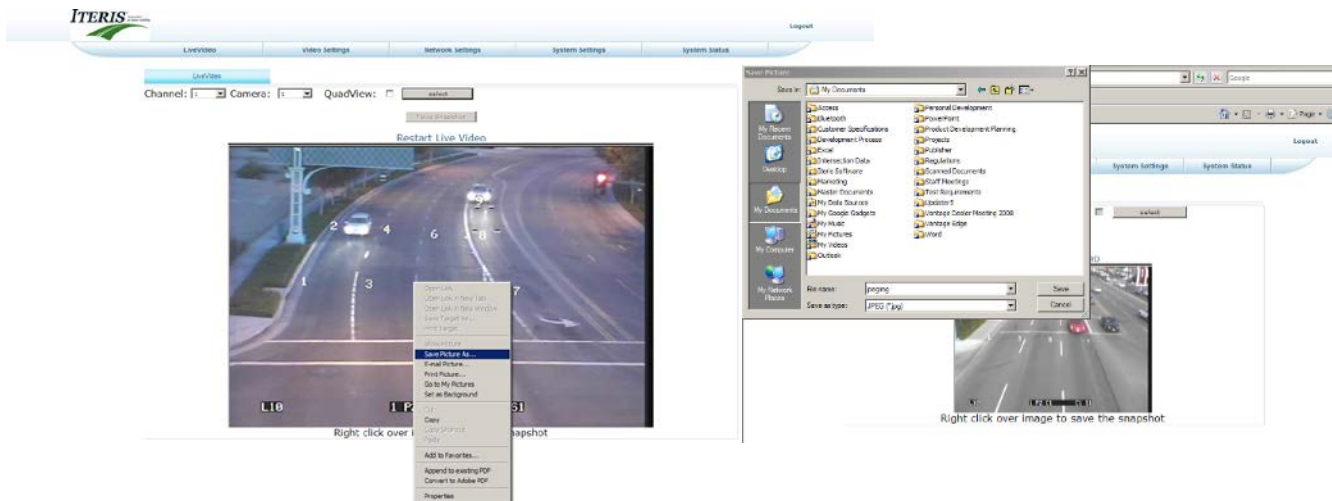 ITERIS
Logout
LiveVideo Video Settings Network Settings System Settings System Status
LiveVideo
Channel: 1 Camera: 1 QuadView: select
Restart Live Video
2 4 6 8
1 3 7
L10 1 P2 S1
Right click over i napshot
Open Link
Open Link in New Tab
Open Link in New Window
Save Target As...
Print Target
Show Picture
Save Picture As...
E-mail Picture...
Print Picture...
Go to My Pictures
Set as Background
Cut
Copy
Copy Shortcut
Paste
Add to Favorites...
Append to existing PDF
Convert to Adobe PDF
Properties
Save Picture
Save in: My Documents
My Recent Documents
Desktop
My Documents
My Computer
My Network Places
Access
Bluetooth
Customer Specifications
Development Process
Excel
Intersection Data
Iteris Software
Marketing
Master Documents
My Data Sources
My Google Gadgets
My Music
My Pictures
My Videos
Outlook
Personal Development
PowerPoint
Product Development Planning
Projects
Publisher
Regulations
Scanned Documents
Staff Meetings
Test Requirements
Updater5
Vantage Dealer Meeting 2008
Vantage Edge
Word
File name: Save
Save as type: JPEG (*.jpg) Cancel
Google
Page
Logout
System Settings System Status
select
Right click over image to save the snapshot